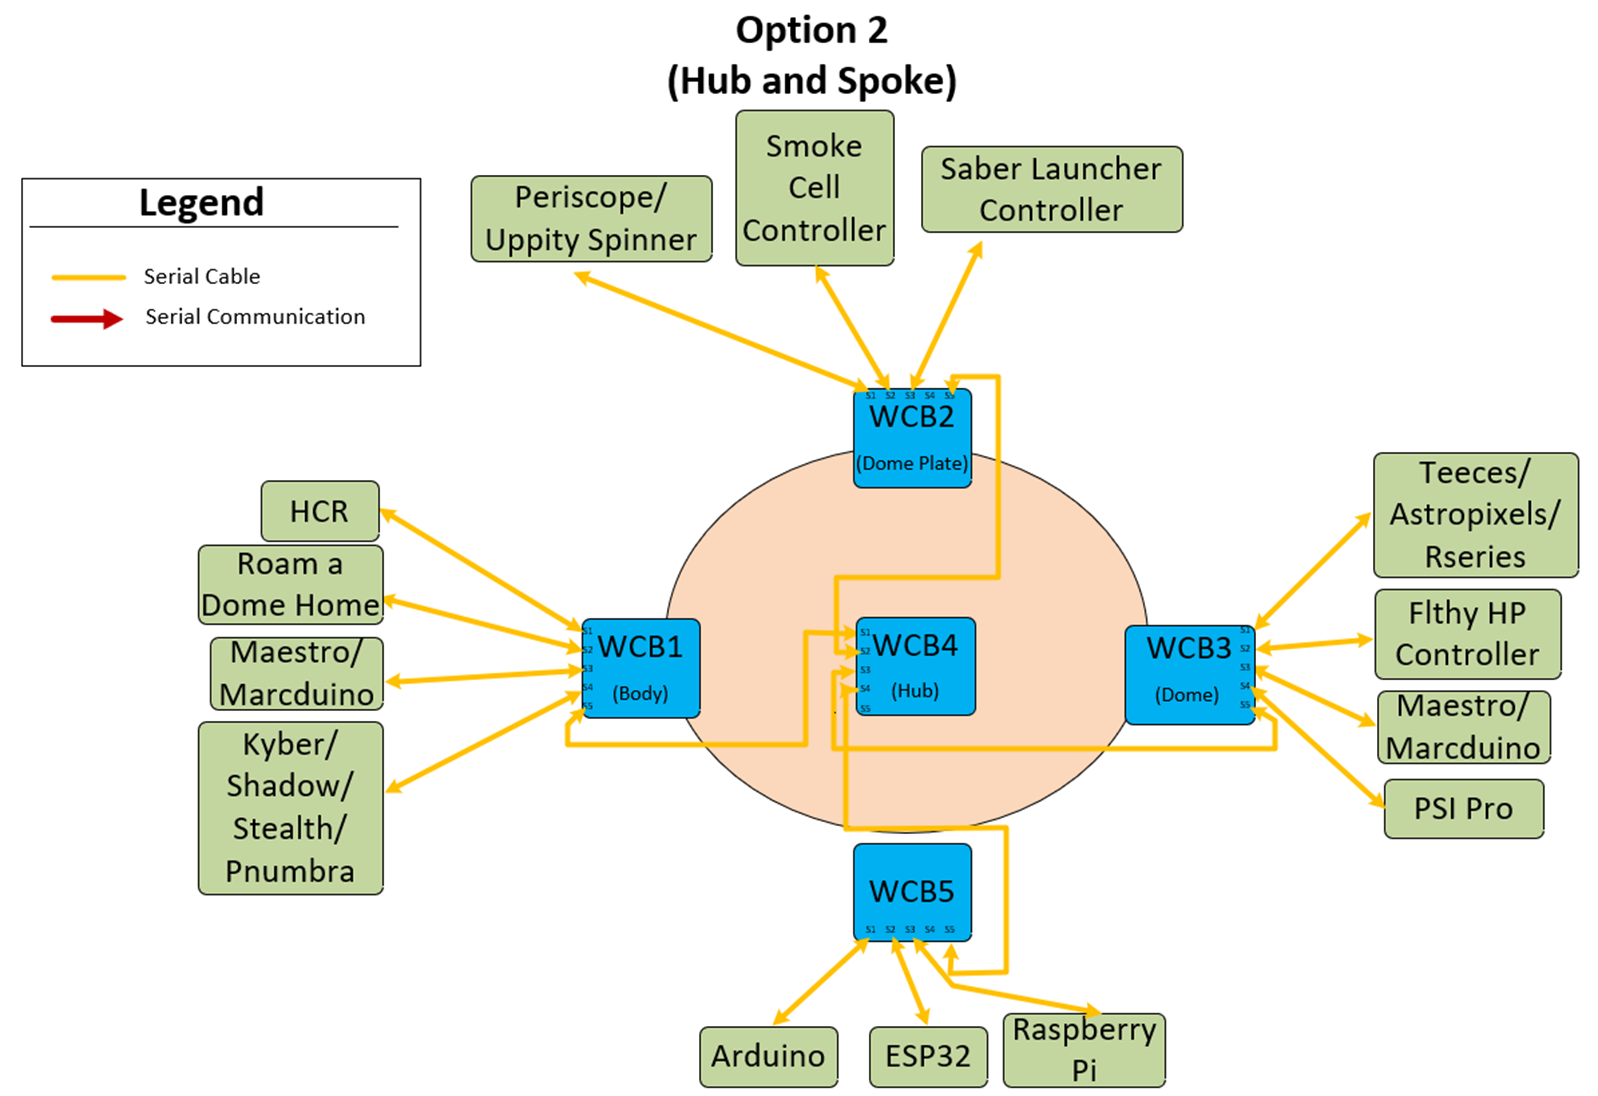 Option 2
(Hub and Spoke)
Legend
Serial Cable
Serial Communication
Periscope/
Uppity Spinner
Smoke
Cell
Controller
Saber Launcher
Controller
S1 S2 S3 S4 S5
WCB2
(Dome Plate)
HCR
Roam a
Dome Home
Maestro/
Marcduino
Kyber/
Shadow/
Stealth/
Pnumbra
S1
S2
S3
S4
S5
WCB1
(Body)
S1
S2
S3
S4
S5
WCB4
(Hub)
WCB3
(Dome)
S1
S2
S3
S4
S5
Teeces/
Astropixels/
Rseries
Flthy HP
Controller
Maestro/
Marcduino
PSI Pro
WCB5
S1 S2 S3 S4 S5
Arduino
ESP32
Raspberry
Pi